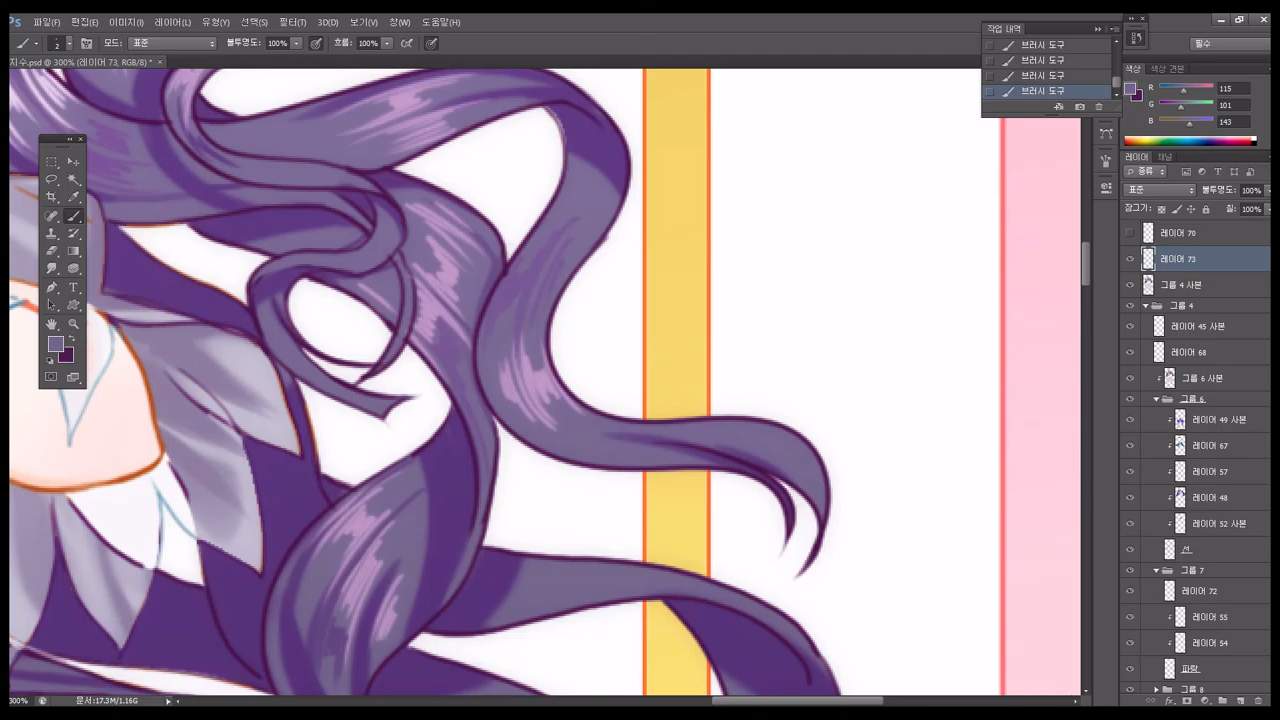 Ps 파일(F) 편집(E) 이미지(I) 레이어(L) 유형(Y) 선택(S) 필터(T) 3D(D) 보기(V) 창(W) 도움말(H)
2 모드: 표준 불투명도: 100% 흐름: 100%
필수
지수.psd @ 300% (레이어 73, RGB/8) *
작업 내역
브러시 도구
브러시 도구
브러시 도구
브러시 도구
색상 색상 견본
R 115
G 101
B 143
레이어 채널
종류
표준 불투명도: 100%
잠그기: 칠: 100%
레이어 70
레이어 73
그룹 4 사본
그룹 4
레이어 45 사본
레이어 68
그룹 6 사본
그룹 6
레이어 49 사본
레이어 67
레이어 57
레이어 48
레이어 52 사본
선
그룹 7
레이어 72
레이어 55
레이어 54
파랑
그룹 8
300% 문서:17.3M/1.16G